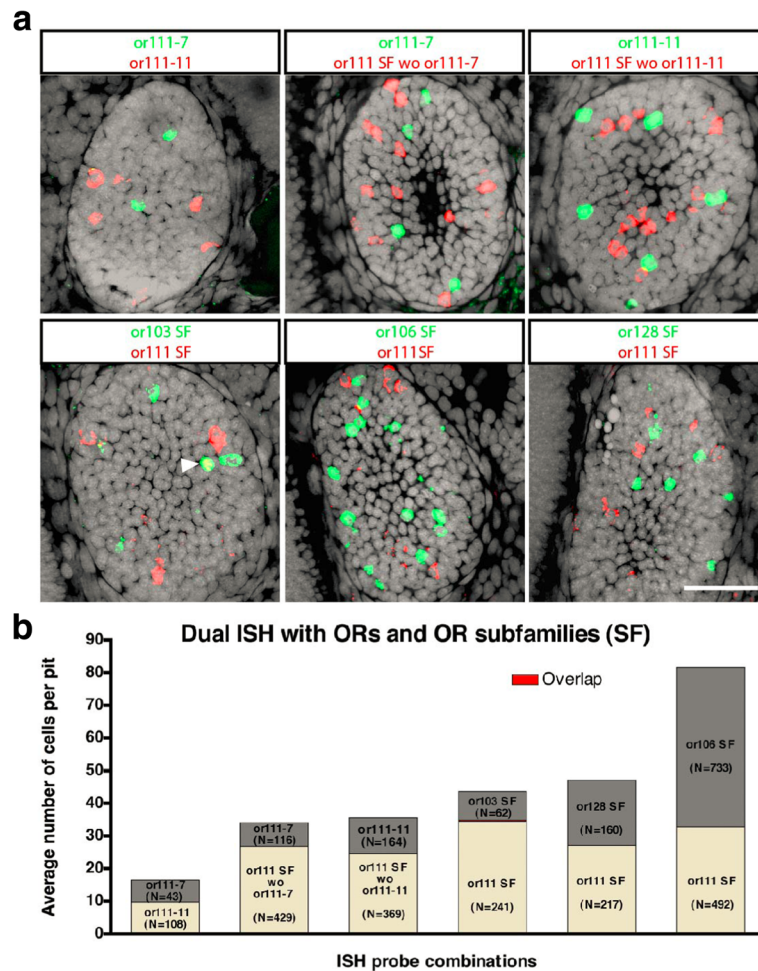 a
or111-7
or111-11
or111-7
or111 SF wo or111-7
or111-11
or111 SF wo or111-11
or103 SF
or111 SF
or106 SF
or111SF
or128 SF
or111 SF
b
Dual ISH with ORs and OR subfamilies (SF)
Average number of cells per pit
90
80
70
60
50
40
30
20
10
0
Overlap
or111-7
(N=43)
or111-11
(N=108)
or111-7
(N=116)
or111 SF
wo
or111-7
(N=429)
or111-11
(N=164)
or111 SF
wo
or111-11
(N=369)
or103 SF
(N=62)
or111 SF
(N=241)
or128 SF
(N=160)
or111 SF
(N=217)
or106 SF
(N=733)
or111 SF
(N=492)
ISH probe combinations